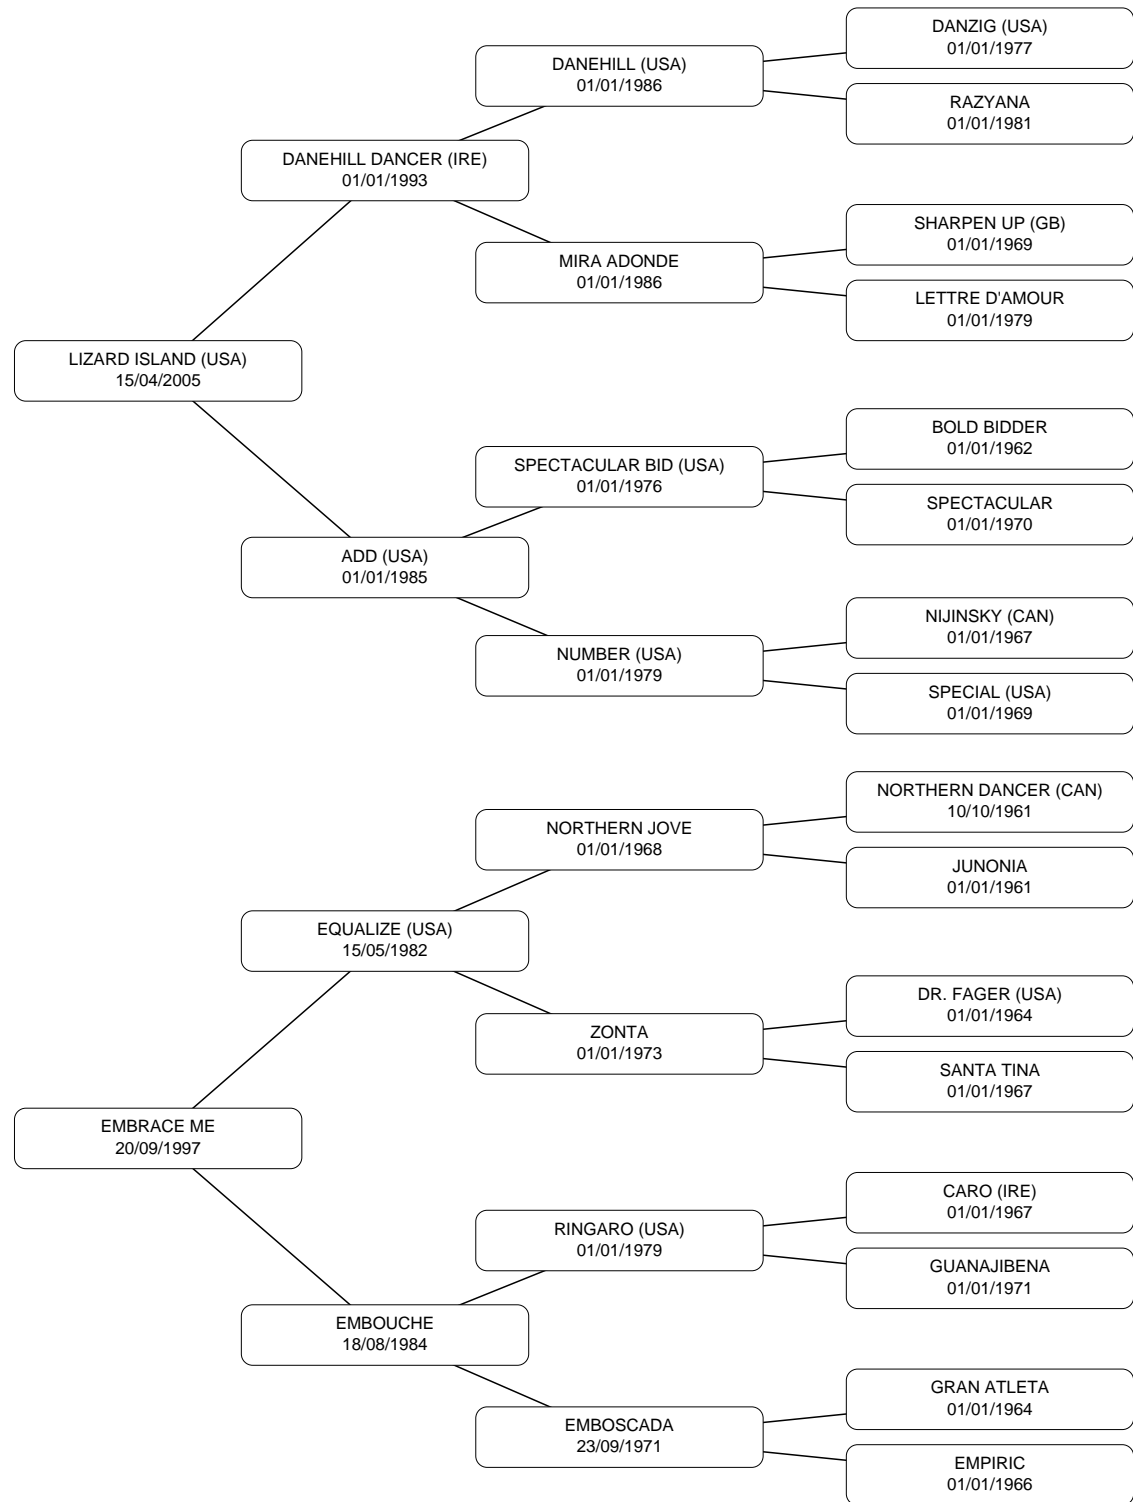 DANZIG (USA)
01/01/1977
DANEHILL (USA)
01/01/1986
RAZYANA
01/01/1981
DANEHILL DANCER (IRE)
01/01/1993
SHARPEN UP (GB)
01/01/1969
MIRA ADONDE
01/01/1986
LETTRE D'AMOUR
01/01/1979
LIZARD ISLAND (USA)
15/04/2005
BOLD BIDDER
01/01/1962
SPECTACULAR BID (USA)
01/01/1976
SPECTACULAR
01/01/1970
ADD (USA)
01/01/1985
NIJINSKY (CAN)
01/01/1967
NUMBER (USA)
01/01/1979
SPECIAL (USA)
01/01/1969
NORTHERN DANCER (CAN)
10/10/1961
NORTHERN JOVE
01/01/1968
JUNONIA
01/01/1961
EQUALIZE (USA)
15/05/1982
DR. FAGER (USA)
01/01/1964
ZONTA
01/01/1973
SANTA TINA
01/01/1967
EMBRACE ME
20/09/1997
CARO (IRE)
01/01/1967
RINGARO (USA)
01/01/1979
GUANAJIBENA
01/01/1971
EMBOUCHE
18/08/1984
GRAN ATLETA
01/01/1964
EMBOSCADA
23/09/1971
EMPIRIC
01/01/1966